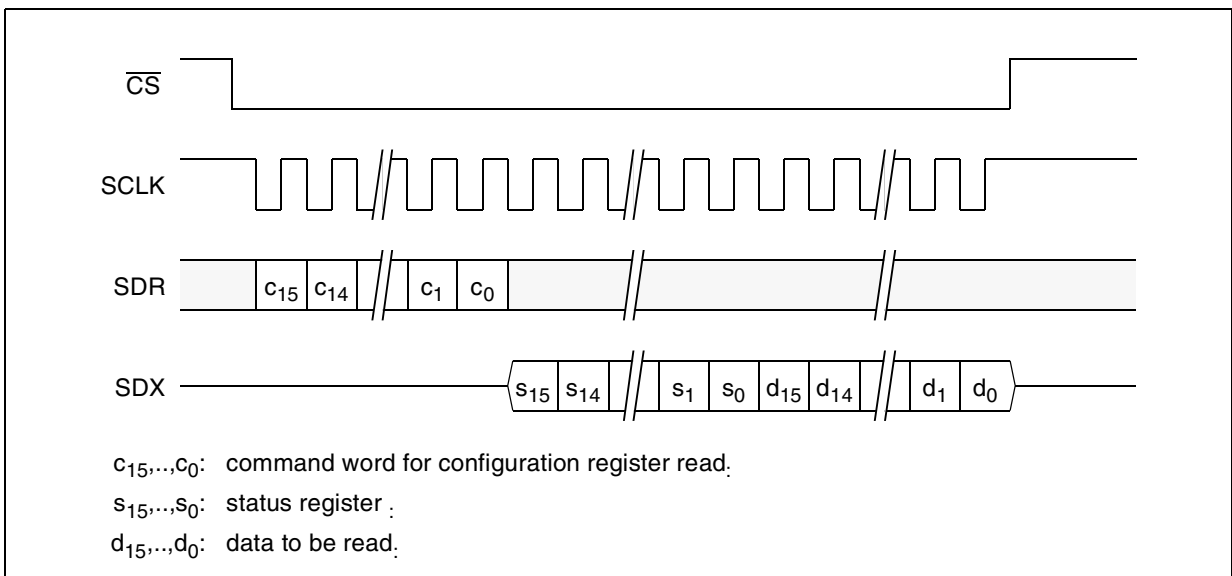 CS
SCLK
SDR c15 c14 c1 c0
SDX s15 s14 s1 s0 d15 d14 d1 d0
c15,..,c0: command word for configuration register read:
s15,..,s0: status register :
d15,..,d0: data to be read: